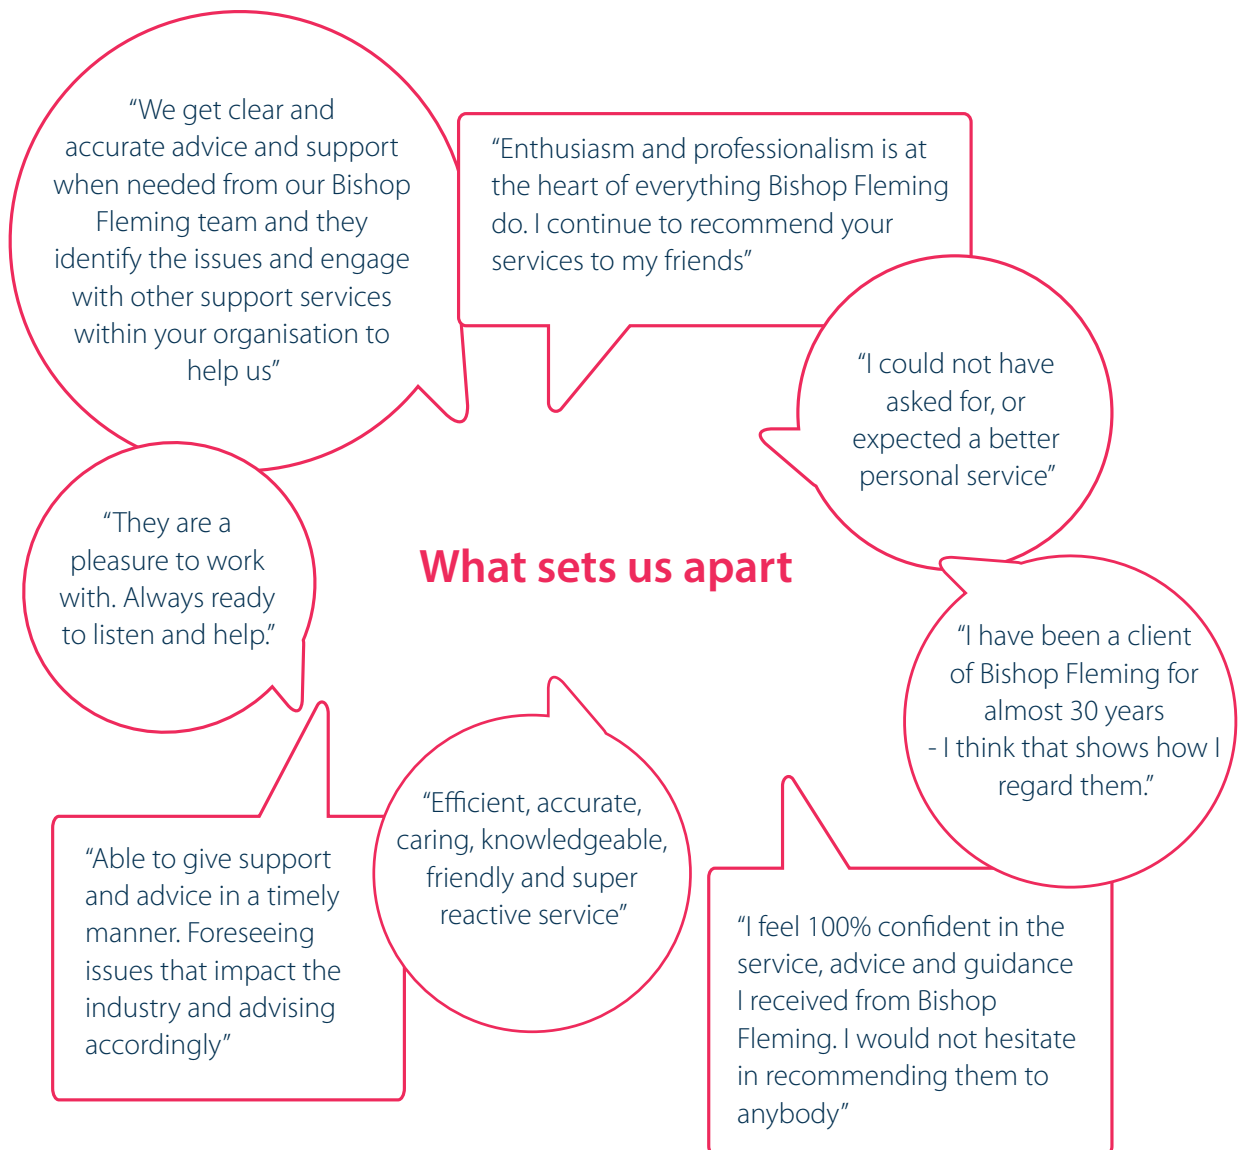 “We get clear and
accurate advice and support
when needed from our Bishop
Fleming team and they
identify the issues and engage
with other support services
within your organisation to
help us”
“Enthusiasm and professionalism is at
the heart of everything Bishop Fleming
do. I continue to recommend your
services to my friends”
“I could not have
asked for, or
expected a better
personal service”
“They are a
pleasure to work
with. Always ready
to listen and help.”
What sets us apart
“I have been a client
of Bishop Fleming for
almost 30 years
- I think that shows how I
regard them.”
“Efficient, accurate,
caring, knowledgeable,
friendly and super
reactive service”
“Able to give support
and advice in a timely
manner. Foreseeing
issues that impact the
industry and advising
accordingly”
“I feel 100% confident in the
service, advice and guidance
I received from Bishop
Fleming. I would not hesitate
in recommending them to
anybody”